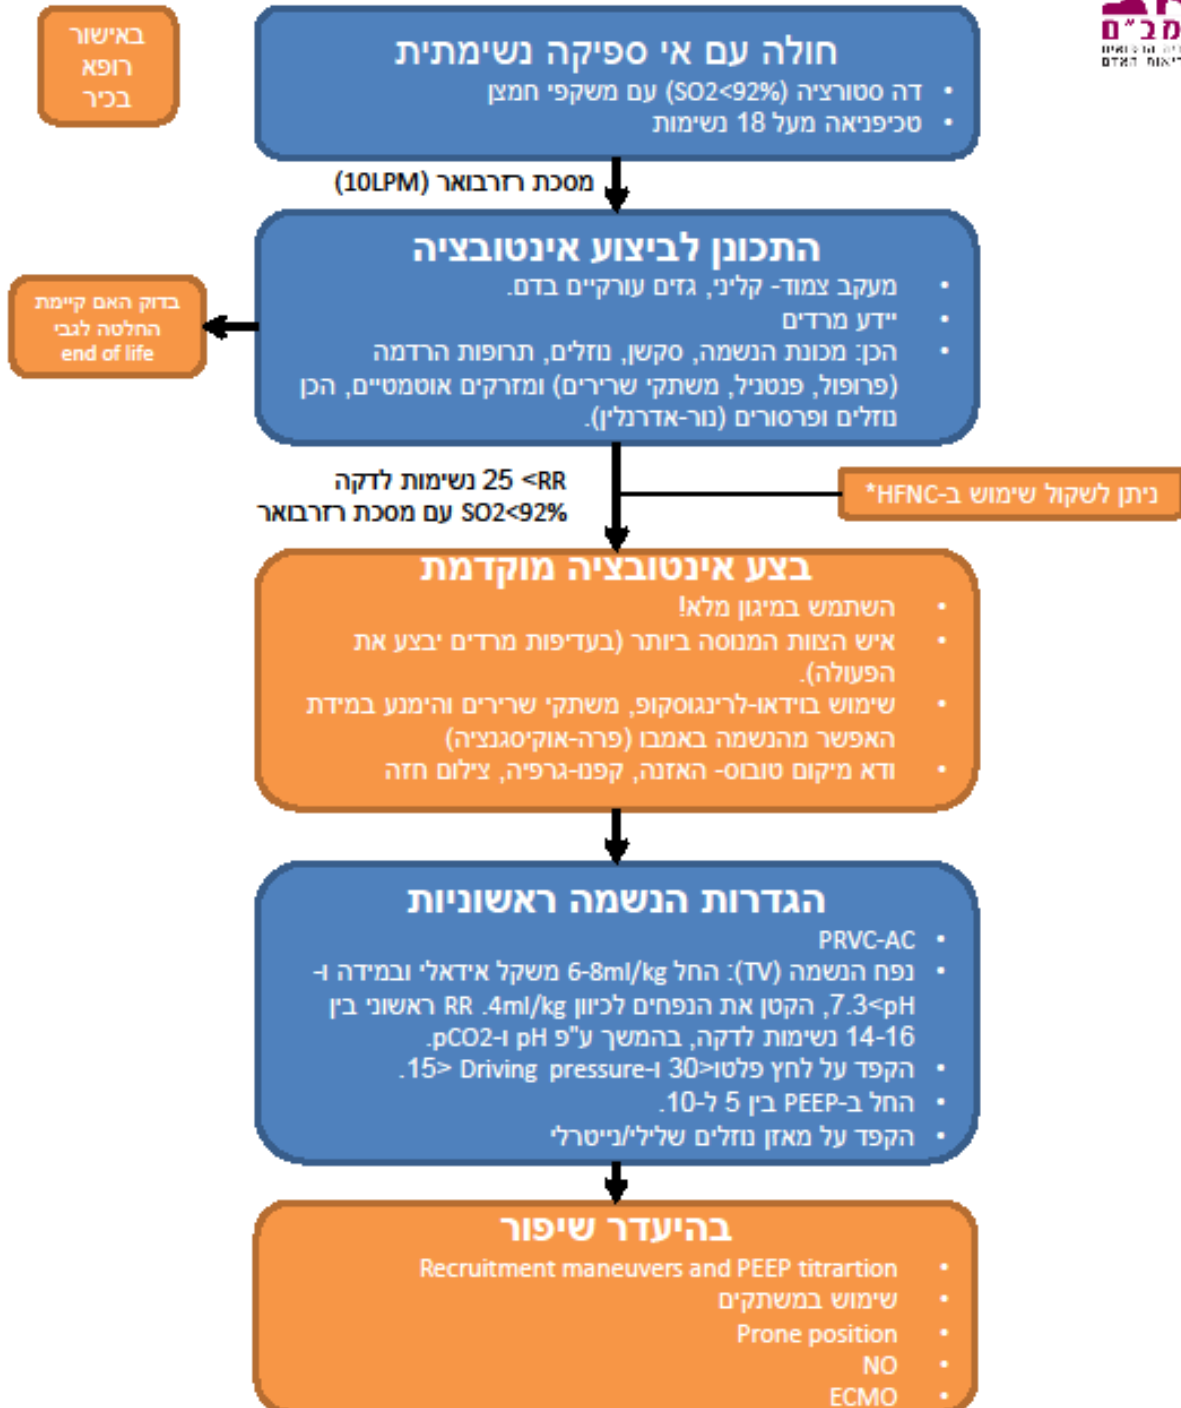 באישור
רופא
בכיר
מב״ם
חולה עם אי ספיקה נשימתית
• דה סטורציה (SO2<92%) עם משקפי חמצן
• טכיפניאה מעל 18 נשימות
מסכת רזרבואר (10LPM)
התכונן לביצוע אינטובציה
• מעקב צמוד- קליני, גזים עורקיים בדם.
• יידע מרדים
• הכן: מכונת הנשמה, סקשן, נוזלים, תרופות הרדמה
(פרופול, פנטניל, משתקי שרירים) ומזרקים אוטמטיים, הכן
נוזלים ופרסורים (נור-אדרנלין).
בדוק האם קיימת
החלטה לגבי
end of life
RR> 25 נשימות לדקה
SO2<92% עם מסכת רזרבואר
ניתן לשקול שימוש ב-HFNC*
בצע אינטובציה מוקדמת
• השתמש במיגון מלא!
• איש הצוות המנוסה ביותר (בעדיפות מרדים יבצע את
הפעולה).
• שימוש בוידאו-לרינגוסקופ, משתקי שרירים והימנע במידת
האפשר מהנשמה באמבו (פרה-אוקיסגנציה)
• ודא מיקום טובוס- האזנה, קפנו-גרפיה, צילום חזה
הגדרות הנשמה ראשוניות
• PRVC-AC
• נפח הנשמה (TV): החל 6-8ml/kg משקל אידאלי ובמידה ו-
pH>7.3, הקטן את הנפחים לכיוון 4ml/kg. RR ראשוני בין
14-16 נשימות לדקה, בהמשך ע"פ pH ו-pCO2.
• הקפד על לחץ פלטו<30 ו-Driving pressure <15.
• החל ב-PEEP בין 5 ל-10.
• הקפד על מאזן נוזלים שלילי/נייטרלי
בהיעדר שיפור
• Recruitment maneuvers and PEEP titrartion
• שימוש במשתקים
• Prone position
• NO
• ECMO